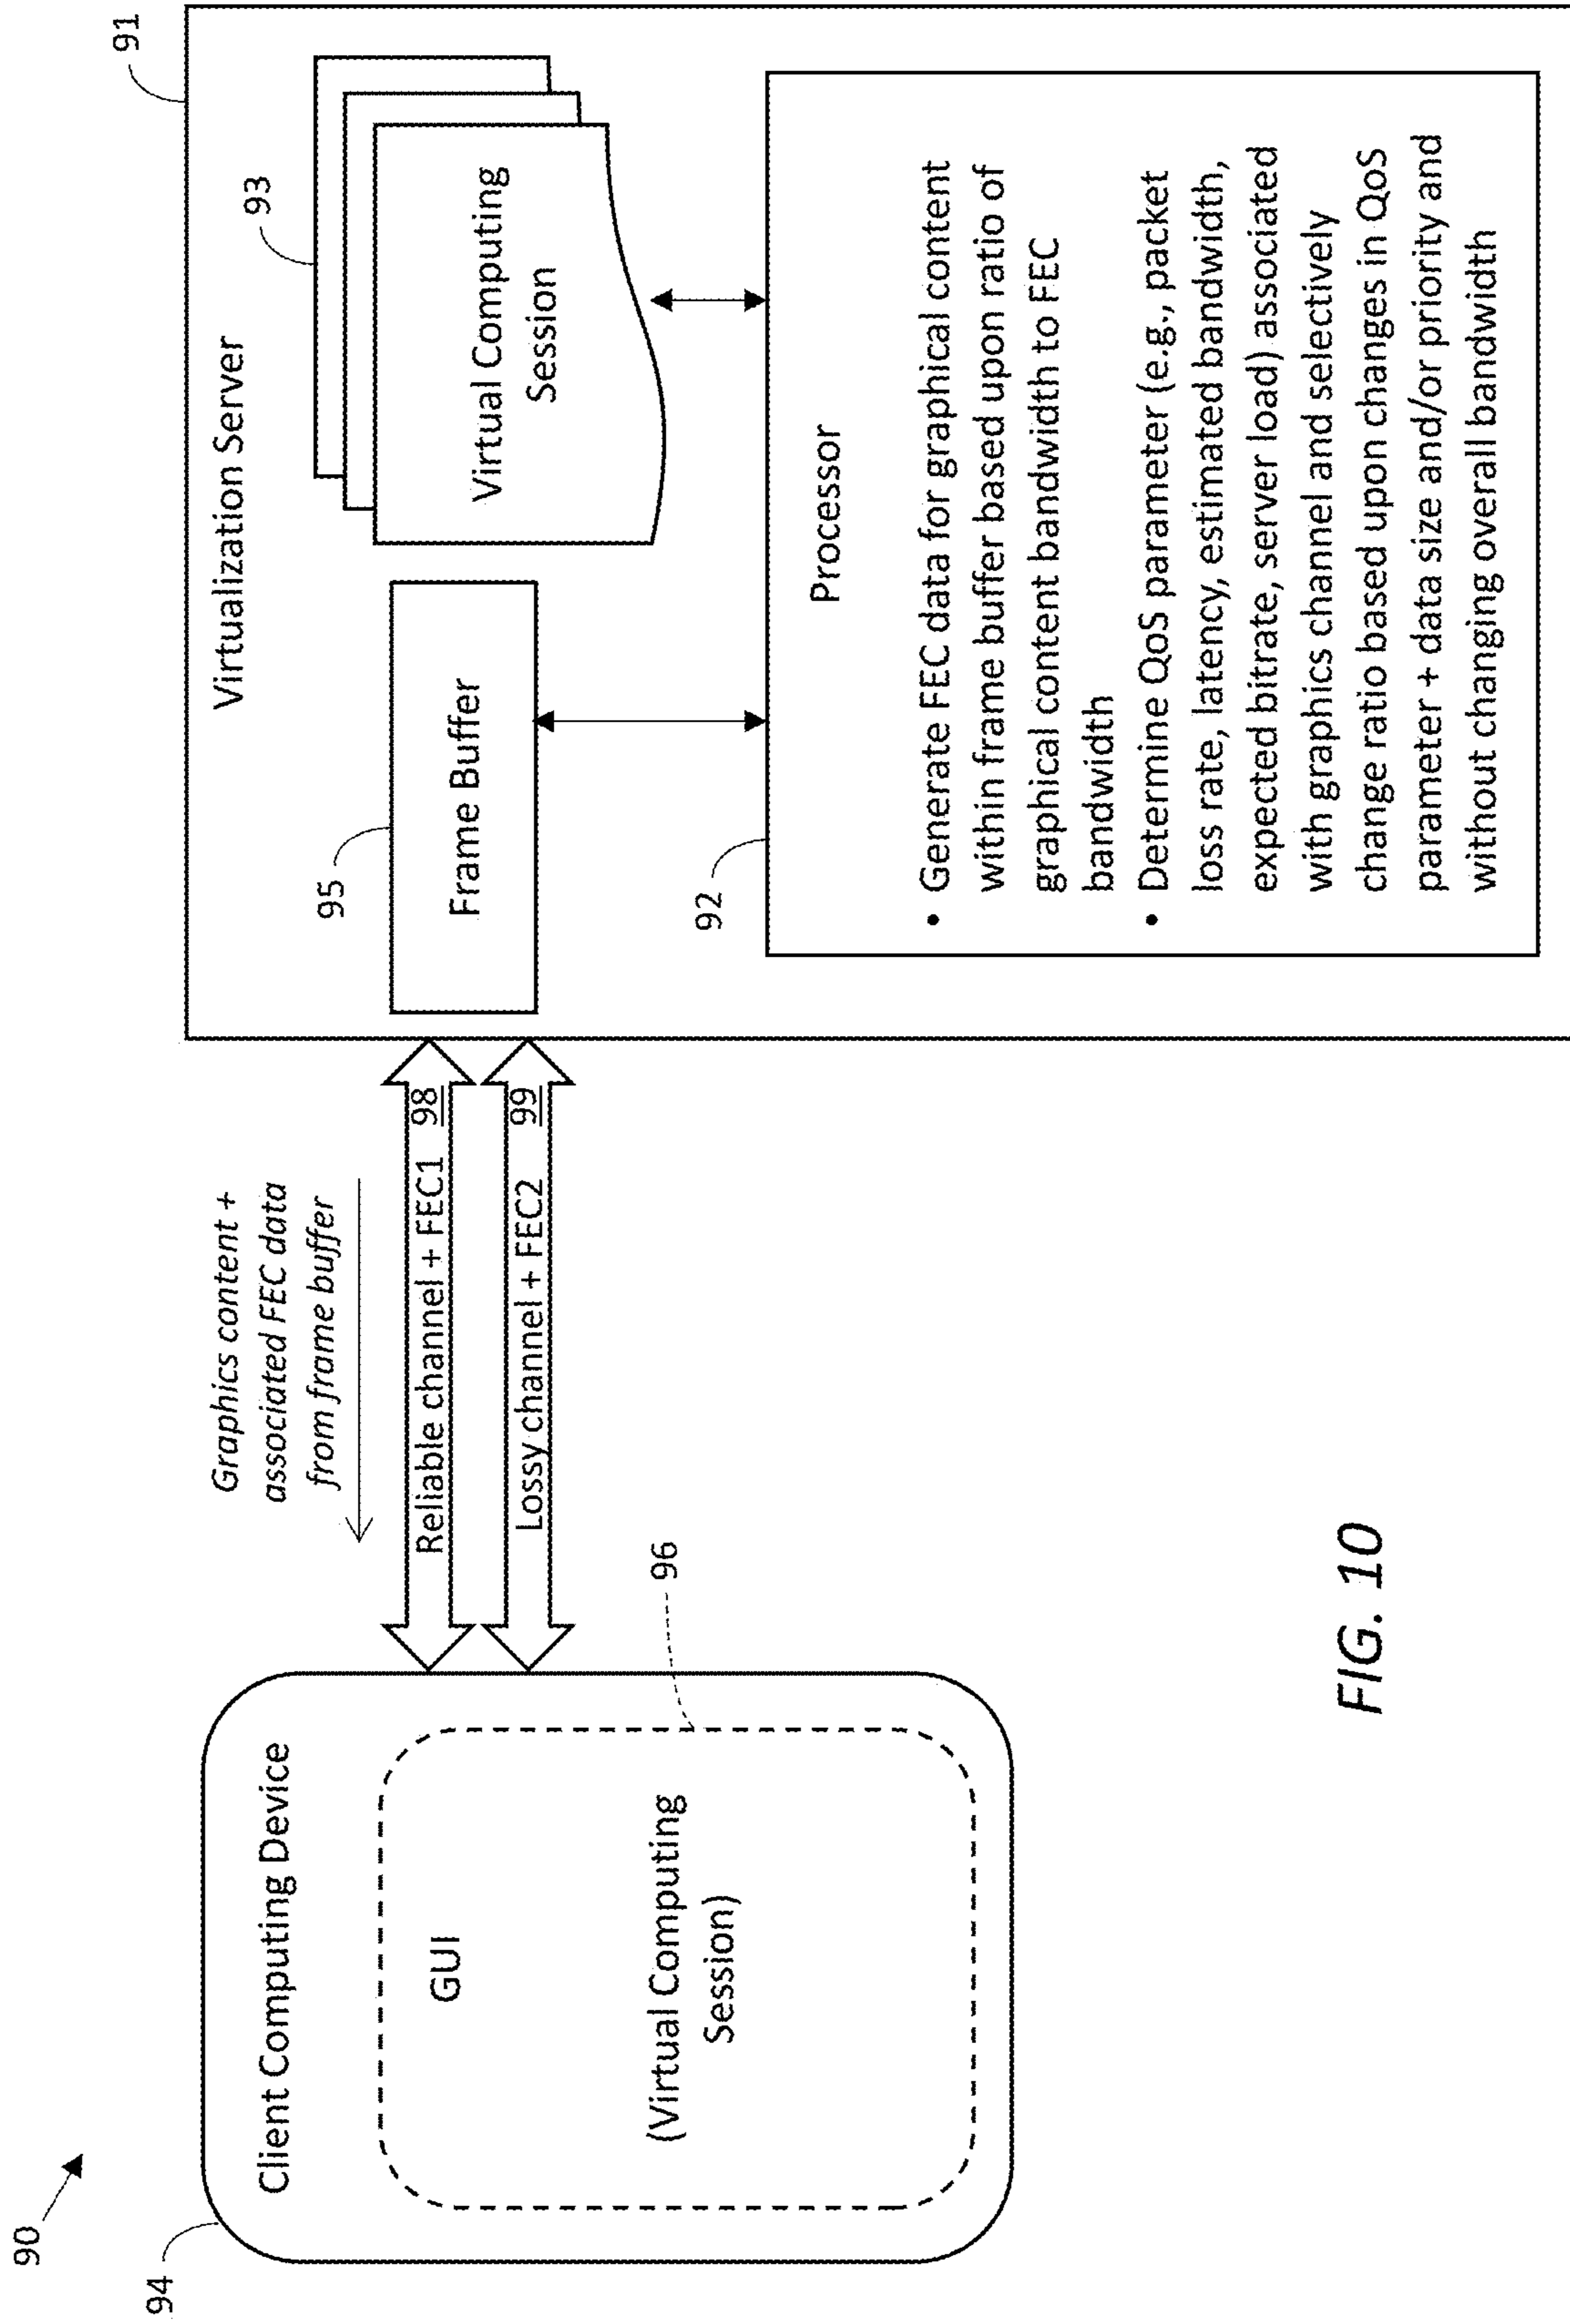 90
94
Client Computing Device
GUI
(Virtual Computing
Session)
96
Graphics content +
associated FEC data
from frame buffer
Reliable channel + FEC1 98
Lossy channel + FEC2 99
91
Virtualization Server
95
Frame Buffer
93
Virtual Computing
Session
92
Processor
• Generate FEC data for graphical content
within frame buffer based upon ratio of
graphical content bandwidth to FEC
bandwidth
• Determine QoS parameter (e.g., packet
loss rate, latency, estimated bandwidth,
expected bitrate, server load) associated
with graphics channel and selectively
change ratio based upon changes in QoS
parameter + data size and/or priority and
without changing overall bandwidth
FIG. 10